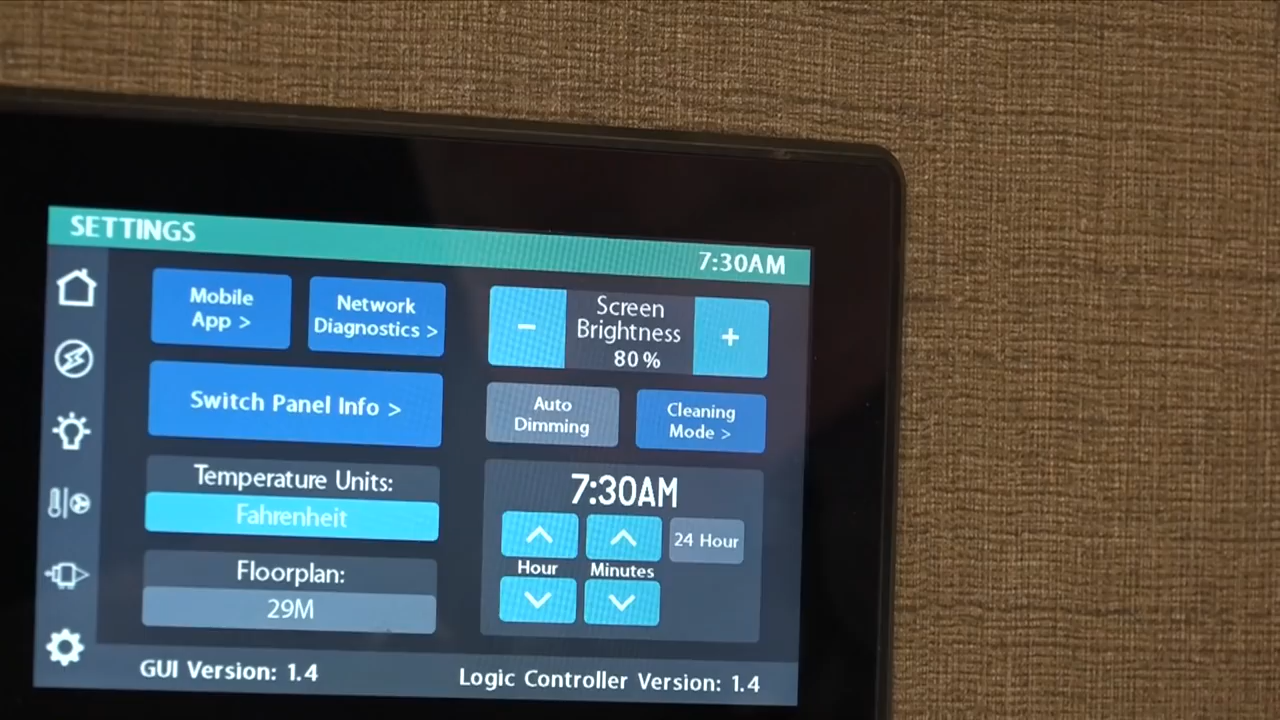 SETTINGS
7:30AM
Mobile
App >
Network
Diagnostics >
Screen
Brightness
80%
-
+
Switch Panel Info >
Auto
Dimming
Cleaning
Mode >
Temperature Units:
Fahrenheit
7:30AM
24 Hour
Hour
Minutes
Floorplan:
29M
GUI Version: 1.4
Logic Controller Version: 1.4